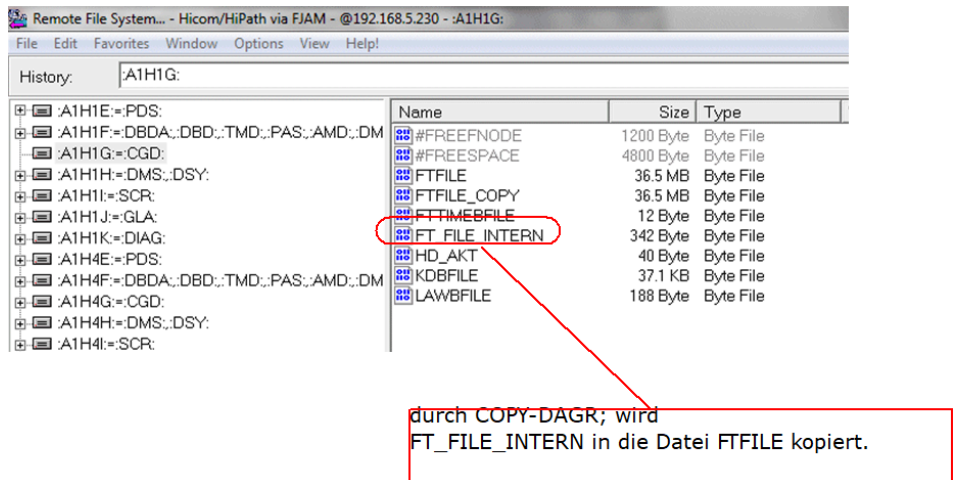 Remote File System... - Hicom/HiPath via FJAM - @192.168.5.230 - :A1H1G:
File Edit Favorites Window Options View Help!
History: :A1H1G:
:A1H1E:=:PDS:
:A1H1F:=:DBDA:,:DBD:,:TMD:,:PAS:,:AMD:,:DM
:A1H1G:=:CGD:
:A1H1H:=:DMS:,:DSY:
:A1H1I:=:SCR:
:A1H1J:=:GLA:
:A1H1K:=:DIAG:
:A1H4E:=:PDS:
:A1H4F:=:DBDA:,:DBD:,:TMD:,:PAS:,:AMD:,:DM
:A1H4G:=:CGD:
:A1H4H:=:DMS:,:DSY:
:A1H4I:=:SCR:
Name Size Type
#FREEFNODE 1200 Byte Byte File
#FREESPACE 4800 Byte Byte File
FTFILE 36.5 MB Byte File
FTFILE_COPY 36.5 MB Byte File
FTTIMEBFILE 12 Byte Byte File
FT_FILE_INTERN 342 Byte Byte File
HD_AKT 40 Byte Byte File
KDBFILE 37.1 KB Byte File
LAWBFILE 188 Byte Byte File
durch COPY-DAGR; wird
FT_FILE_INTERN in die Datei FTFILE kopiert.